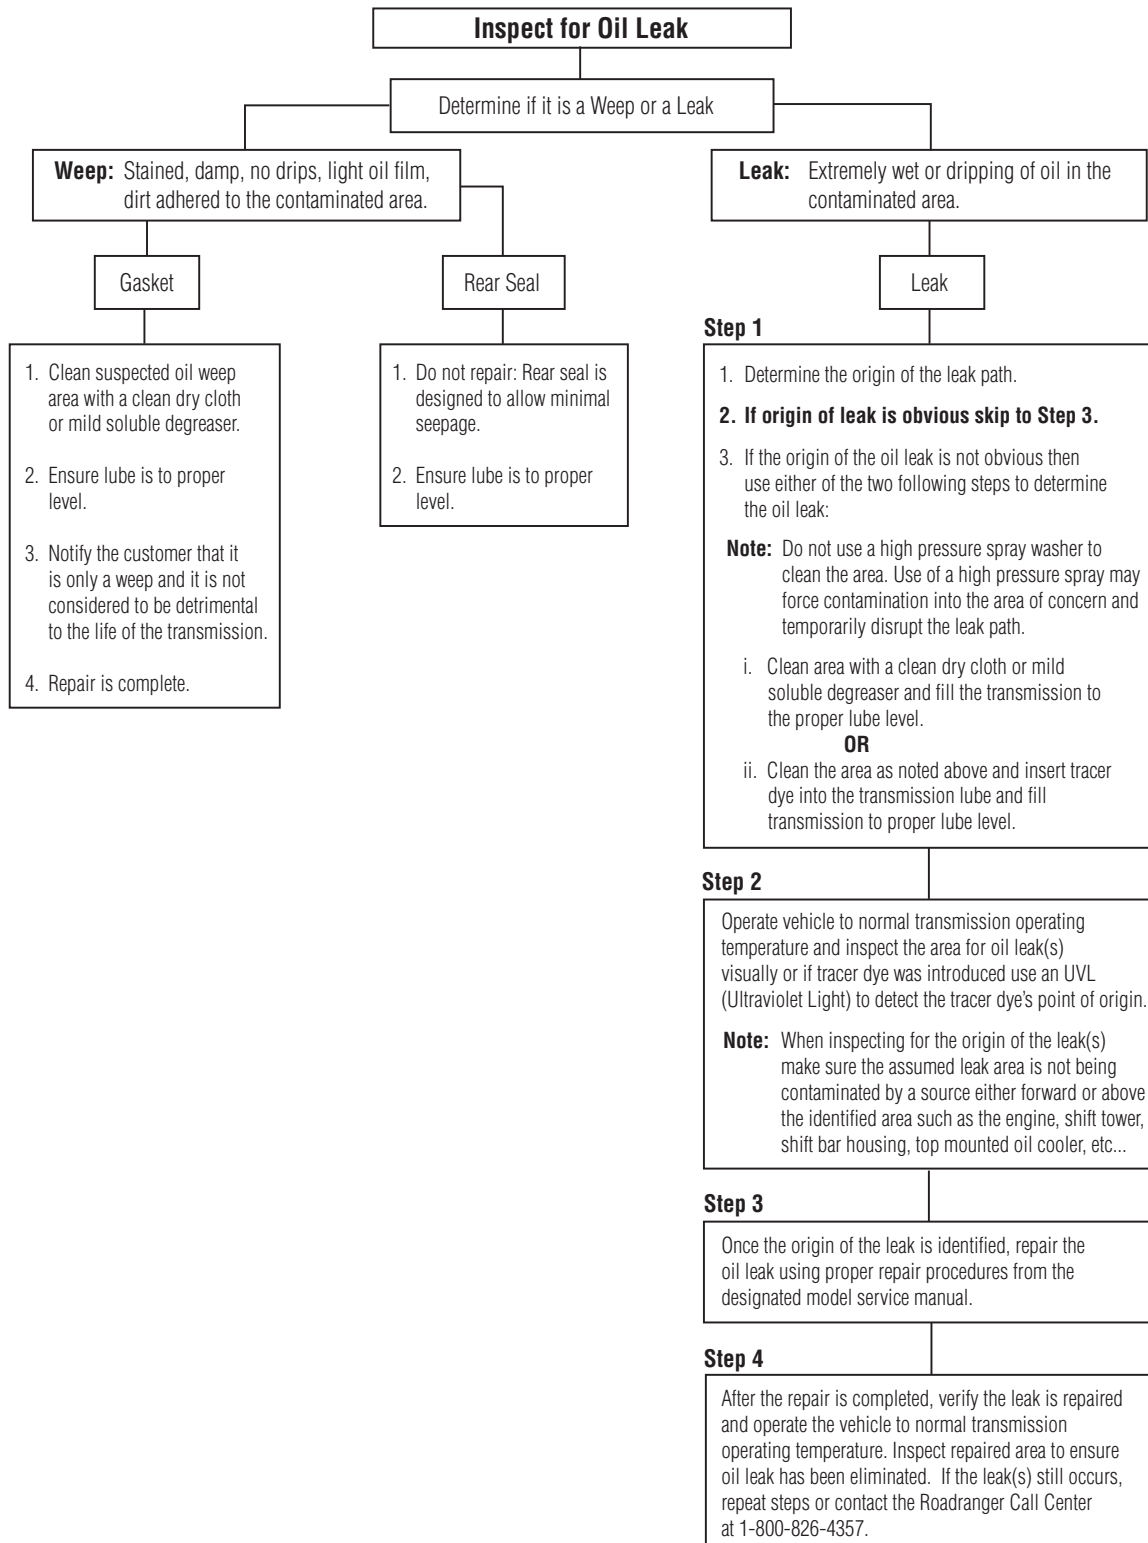 Inspect for Oil Leak
Determine if it is a Weep or a Leak
Weep: Stained, damp, no drips, light oil film,
dirt adhered to the contaminated area.
Leak: Extremely wet or dripping of oil in the
contaminated area.
Gasket
Rear Seal
Leak
1. Clean suspected oil weep
area with a clean dry cloth
or mild soluble degreaser.
2. Ensure lube is to proper
level.
3. Notify the customer that it
is only a weep and it is not
considered to be detrimental
to the life of the transmission.
4. Repair is complete.
1. Do not repair: Rear seal is
designed to allow minimal
seepage.
2. Ensure lube is to proper
level.
Step 1
1. Determine the origin of the leak path.
2. If origin of leak is obvious skip to Step 3.
3. If the origin of the oil leak is not obvious then
use either of the two following steps to determine
the oil leak:
Note: Do not use a high pressure spray washer to
clean the area. Use of a high pressure spray may
force contamination into the area of concern and
temporarily disrupt the leak path.
i. Clean area with a clean dry cloth or mild
soluble degreaser and fill the transmission to
the proper lube level.
OR
ii. Clean the area as noted above and insert tracer
dye into the transmission lube and fill
transmission to proper lube level.
Step 2
Operate vehicle to normal transmission operating
temperature and inspect the area for oil leak(s)
visually or if tracer dye was introduced use an UVL
(Ultraviolet Light) to detect the tracer dye's point of origin.
Note: When inspecting for the origin of the leak(s)
make sure the assumed leak area is not being
contaminated by a source either forward or above
the identified area such as the engine, shift tower,
shift bar housing, top mounted oil cooler, etc...
Step 3
Once the origin of the leak is identified, repair the
oil leak using proper repair procedures from the
designated model service manual.
Step 4
After the repair is completed, verify the leak is repaired
and operate the vehicle to normal transmission
operating temperature. Inspect repaired area to ensure
oil leak has been eliminated. If the leak(s) still occurs,
repeat steps or contact the Roadranger Call Center
at 1-800-826-4357.